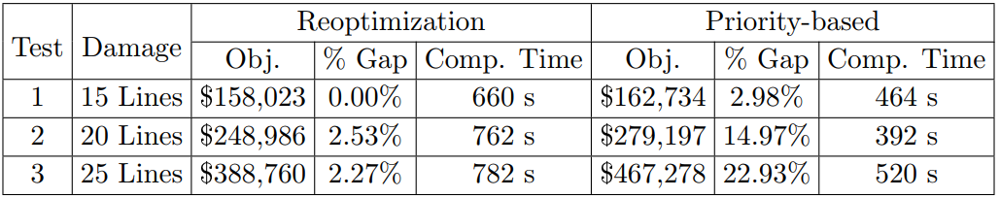 Test Damage Reoptimization Priority-based
Obj. % Gap Comp. Time Obj. % Gap Comp. Time
1 15 Lines $158,023 0.00% 660 s $162,734 2.98% 464 s
2 20 Lines $248,986 2.53% 762 s $279,197 14.97% 392 s
3 25 Lines $388,760 2.27% 782 s $467,278 22.93% 520 s